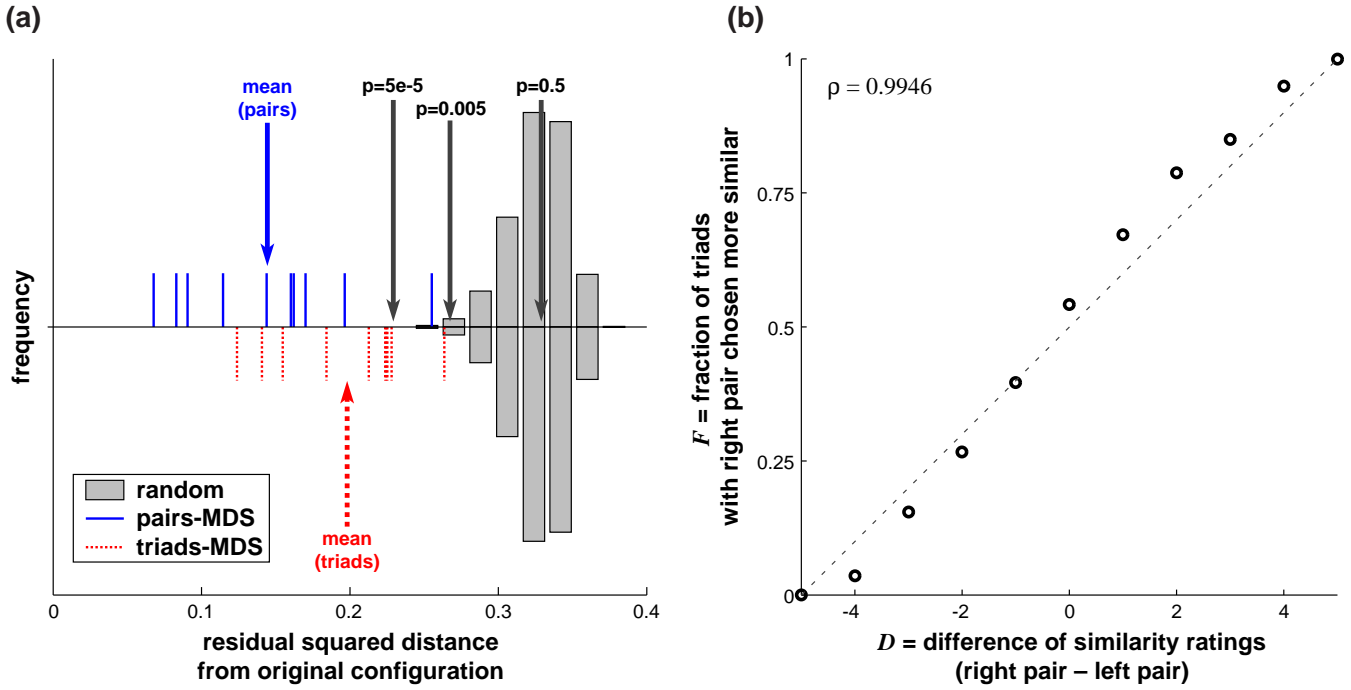 (a)
mean
(pairs)
p=5e-5
p=0.005
p=0.5
frequency
random
pairs-MDS
triads-MDS
mean
(triads)
0
0.1
0.2
0.3
0.4
residual squared distance
from original configuration
(b)
ρ = 0.9946
F = fraction of triads
with right pair chosen more similar
1
0.75
0.5
0.25
0
-4
-2
0
2
4
D = difference of similarity ratings
(right pair – left pair)